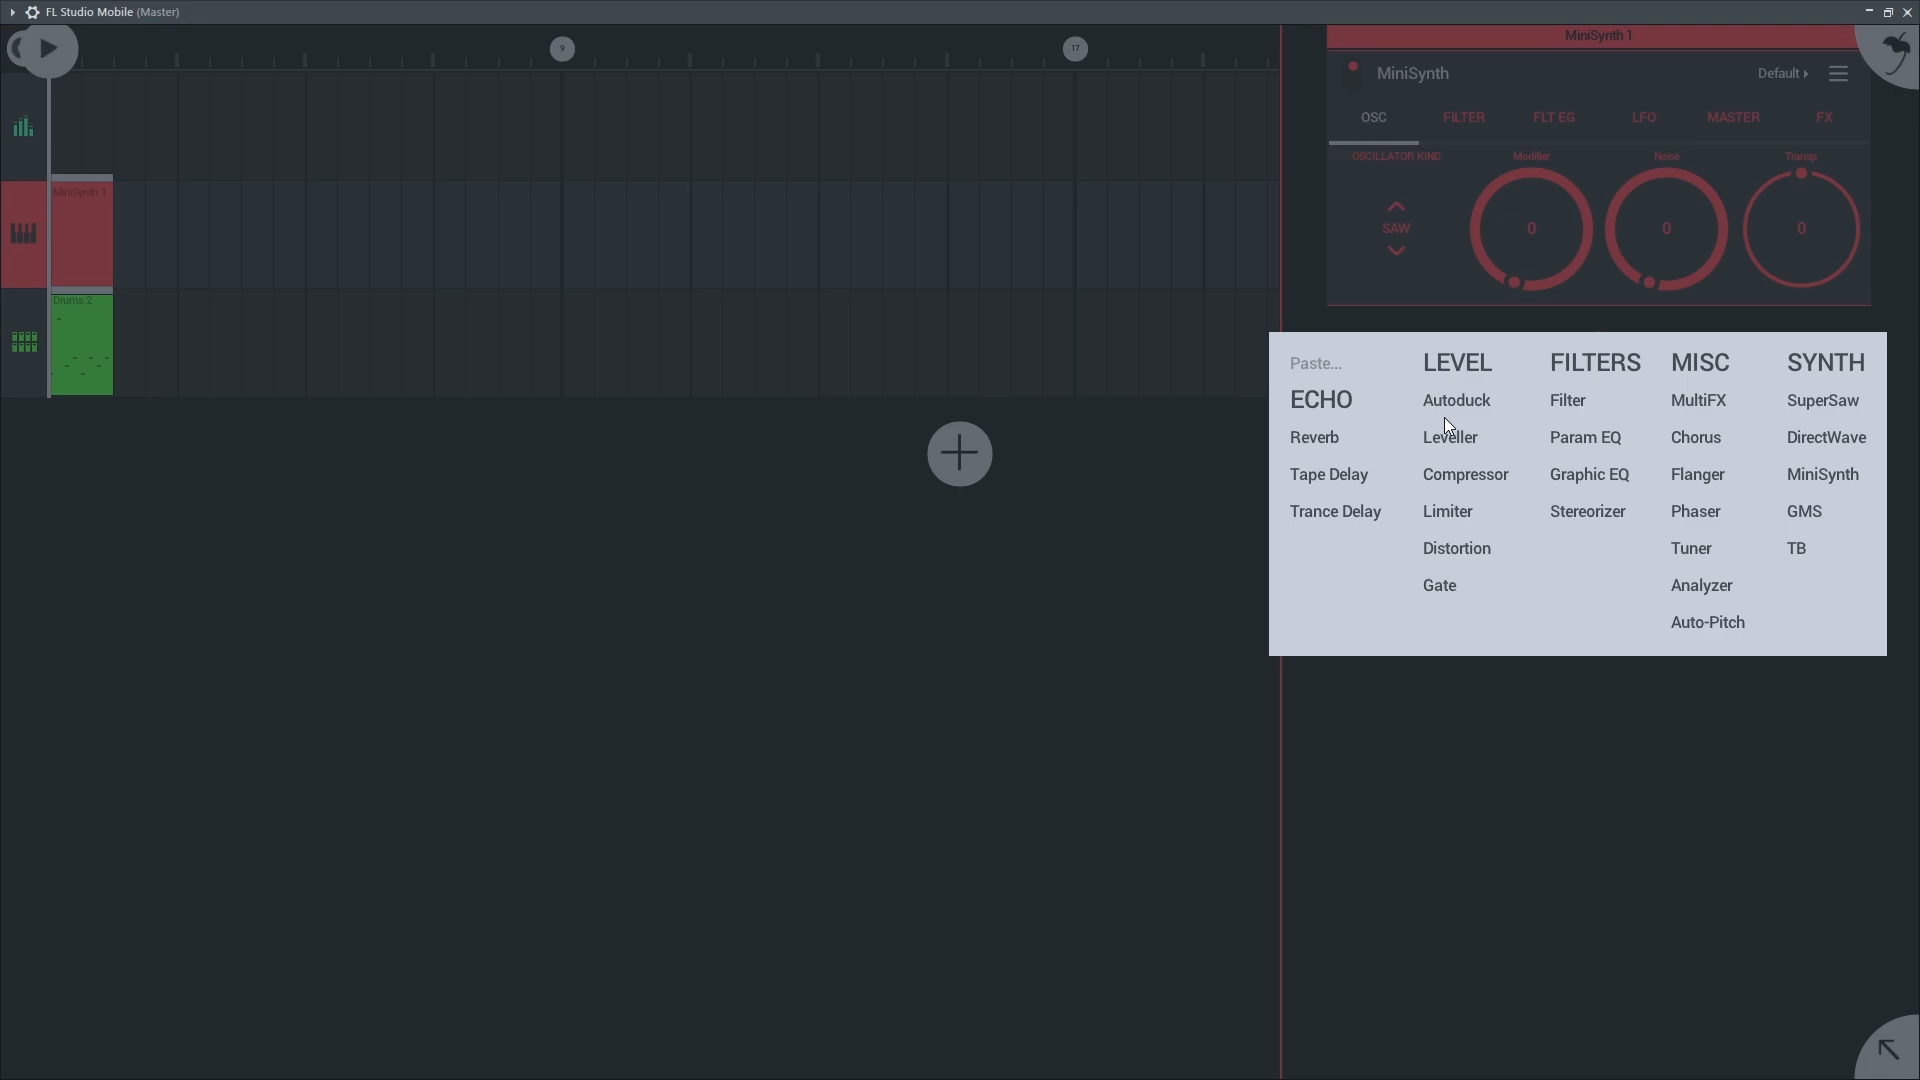 FL Studio Mobile (Master)
9
17
MiniSynth 1
MiniSynth
Default
OSC FILTER FLT EG LFO MASTER FX
OSCILLATOR KIND Modifier Noise Transp
SAW 0 0 0
MiniSynth 1
Drums 2
Paste...
ECHO
Reverb
Tape Delay
Trance Delay
LEVEL
Autoduck
Leveller
Compressor
Limiter
Distortion
Gate
FILTERS
Filter
Param EQ
Graphic EQ
Stereorizer
MISC
MultiFX
Chorus
Flanger
Phaser
Tuner
Analyzer
Auto-Pitch
SYNTH
SuperSaw
DirectWave
MiniSynth
GMS
TB